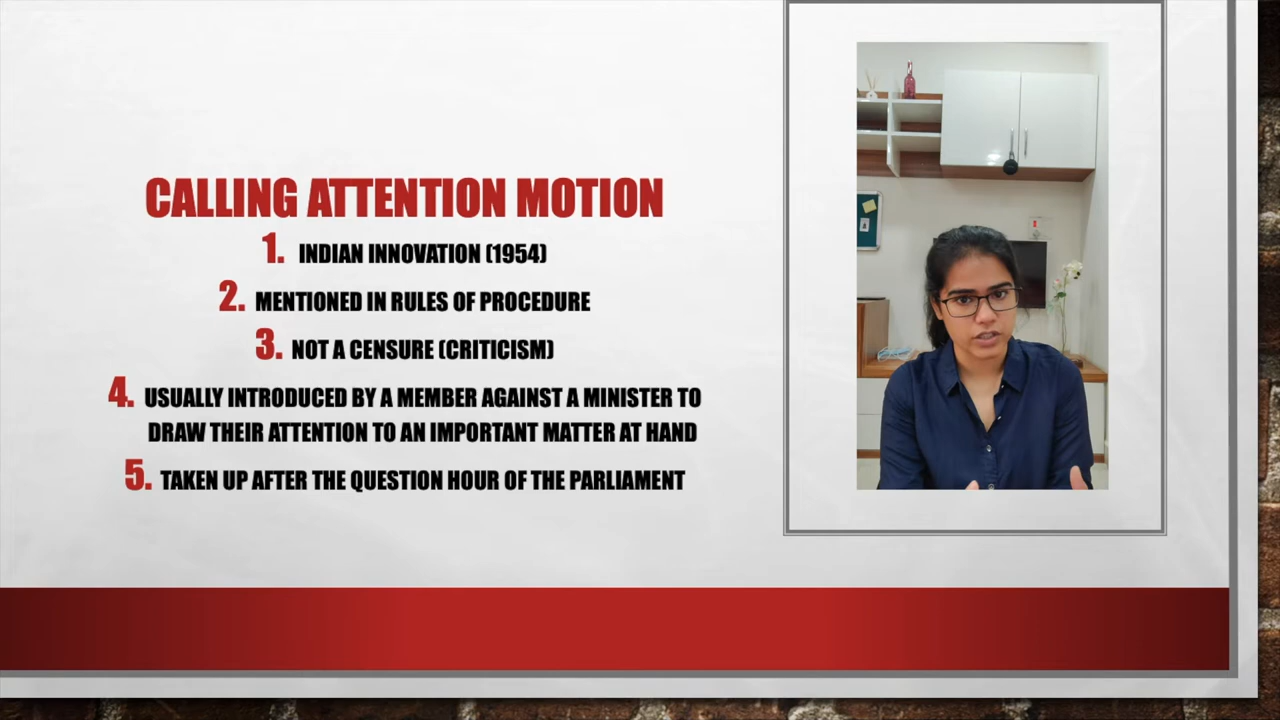 CALLING ATTENTION MOTION
1. INDIAN INNOVATION (1954)
2. MENTIONED IN RULES OF PROCEDURE
3. NOT A CENSURE (CRITICISM)
4. USUALLY INTRODUCED BY A MEMBER AGAINST A MINISTER TO
DRAW THEIR ATTENTION TO AN IMPORTANT MATTER AT HAND
5. TAKEN UP AFTER THE QUESTION HOUR OF THE PARLIAMENT